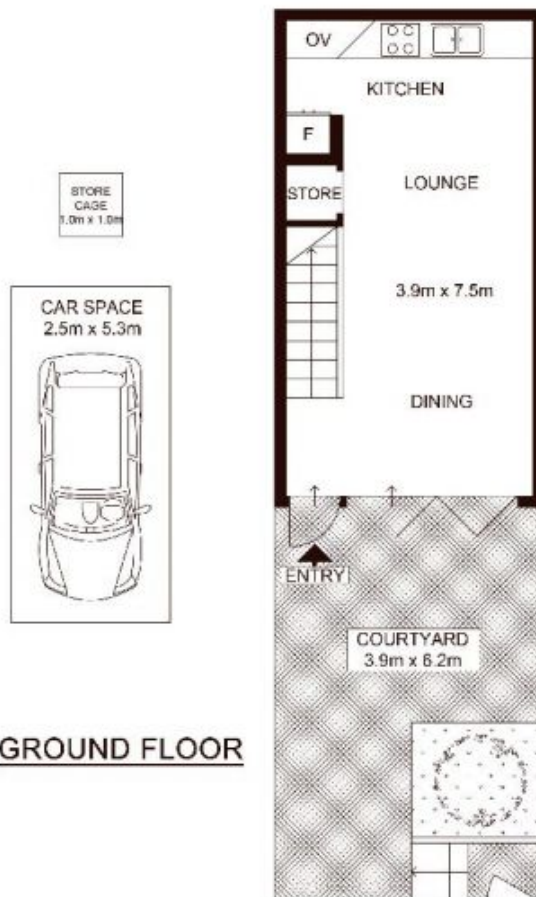 OV
KITCHEN
F
STORE
CAGE
1.0m x 1.0m
STORE
LOUNGE
CAR SPACE
2.5m x 5.3m
3.9m x 7.5m
DINING
ENTRY
COURTYARD
3.9m x 6.2m
GROUND FLOOR